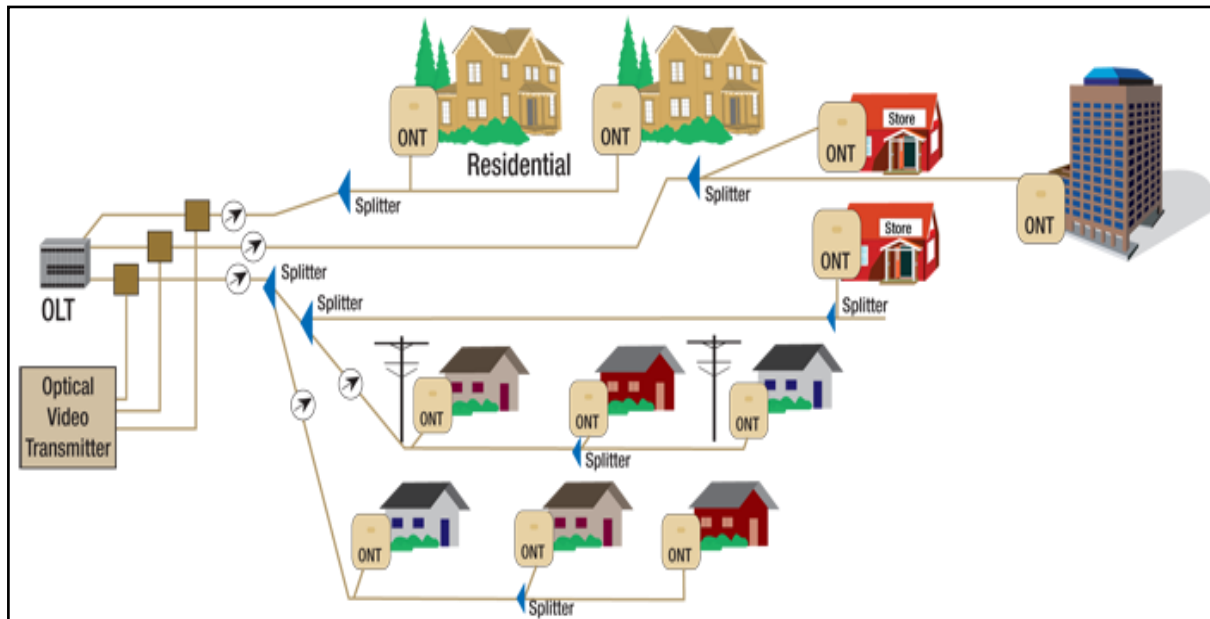 ONT
ONT
Residential
Splitter
ONT
Store
Splitter
ONT
ONT
Store
OLT
Splitter
Splitter
Splitter
Optical
Video
Transmitter
ONT
ONT
ONT
Splitter
ONT
ONT
ONT
Splitter